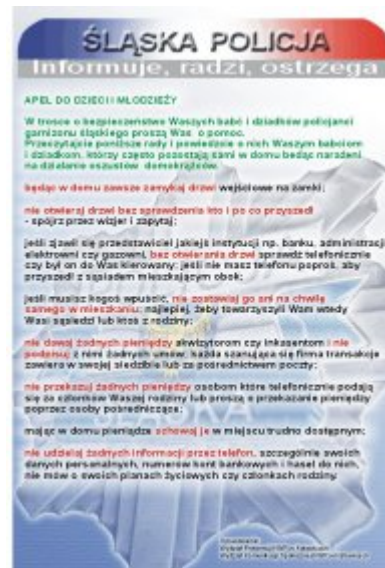 ŚLĄSKA POLICJA
Informuje, radzi, ostrzega
APEL DO DZIECI I MŁODZIEŻY
W trosce o bezpieczeństwo Waszych babć i dziadków policjanci
garnizonu śląskiego proszą Was o pomoc.
Przeczytajcie poniższe rady i powiedzcie o nich Waszym babciom
i dziadkom, którzy często pozostają sami w domu będąc narażeni
na działanie oszustów domokrążców.
będąc w domu zawsze zamykaj drzwi wejściowe na zamki;
nie otwieraj drzwi bez sprawdzenia kto i po co przyszedł
- spójrz przez wizjer i zapytaj;
jeśli zjawił się przedstawiciel jakiejś instytucji np. banku, administracji
elektrowni czy gazowni, bez otwierania drzwi sprawdź telefonicznie
czy był on do Was kierowany; jeśli nie masz telefonu poproś, aby
przyszedł z sąsiadem mieszkającym obok;
jeśli musisz kogoś wpuścić, nie zostawiaj go ani na chwilę
samego w mieszkaniu; najlepiej, żeby towarzyszyli Wam wtedy
Wasi sąsiedzi lub ktoś z rodziny;
nie dawaj żadnych pieniędzy akwizytorom czy inkasentom i nie
podpisuj z nimi żadnych umów; każda szanująca się firma transakcje
zawiera w swojej siedzibie lub za pośrednictwem poczty;
nie przekazuj żadnych pieniędzy osobom które telefonicznie podają
się za członków Waszej rodziny lub proszą o przekazanie pieniędzy
poprzez osoby pośredniczące;
mając w domu pieniądze schowaj je w miejscu trudno dostępnym;
nie udzielaj żadnych informacji przez telefon, szczególnie swoich
danych personalnych, numerów kont bankowych i haseł do nich,
nie mów o swoich planach życiowych czy członkach rodziny.